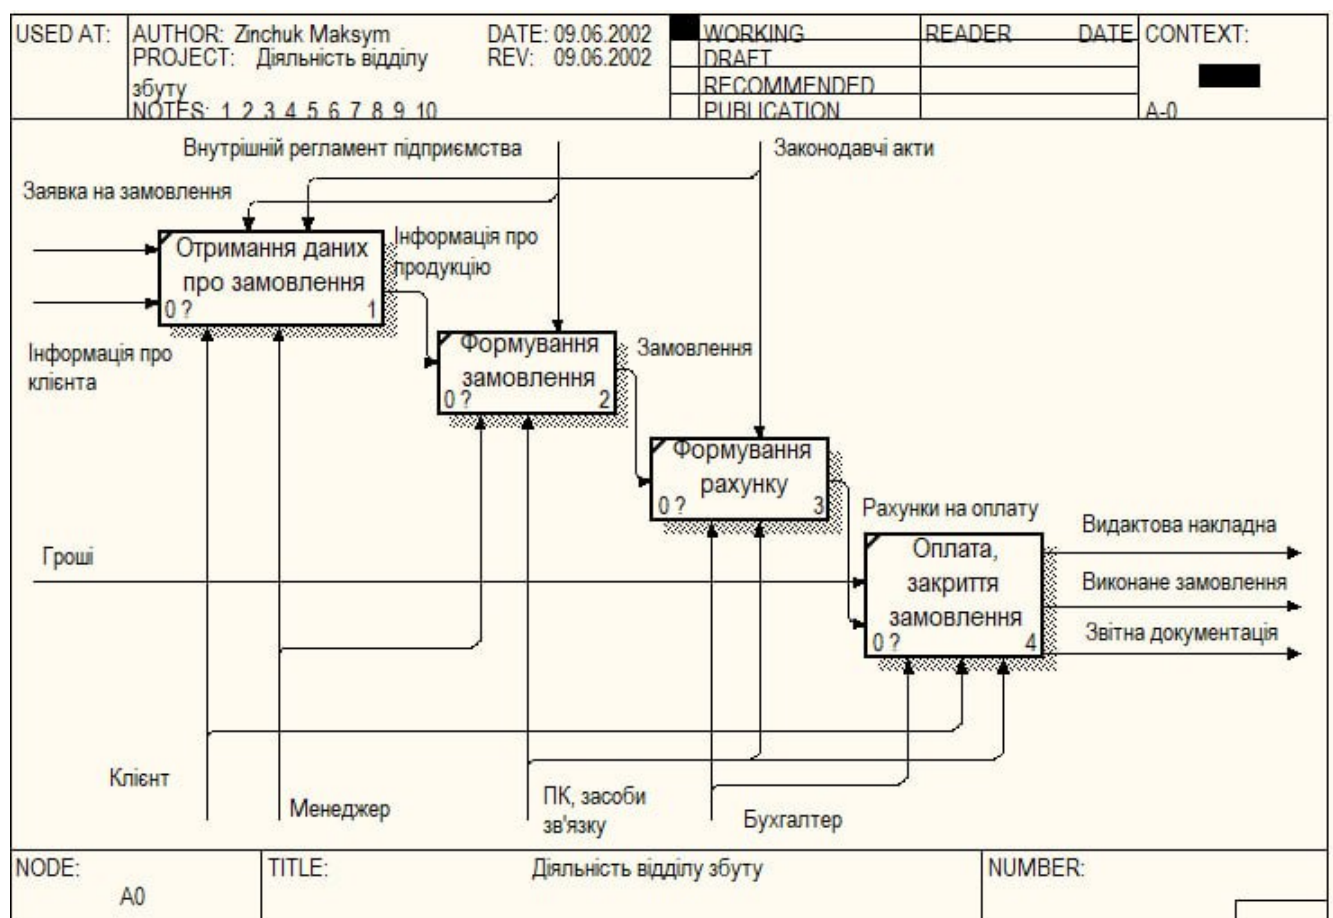 USED AT:
AUTHOR: Zinchuk Maksym
DATE: 09.06.2002
PROJECT: Діяльність відділу
REV: 09.06.2002
збуту
NOTES: 1 2 3 4 5 6 7 8 9 10
WORKING
DRAFT
RECOMMENDED
PUBLICATION
READER DATE
CONTEXT:
A-0
Внутрішній регламент підприємства
Законодавчі акти
Заявка на замовлення
Отримання даних
про замовлення
0 ? 1
Інформація про
продукцію
Інформація про
клієнта
Формування
замовлення
0 ? 2
Замовлення
Формування
рахунку
0 ? 3
Рахунки на оплату
Гроші
Оплата,
закриття
замовлення
0 ? 4
Видактова накладна
Виконане замовлення
Звітна документація
Клієнт
Менеджер
ПК, засоби
зв'язку
Бухгалтер
NODE:
A0
TITLE:
Діяльність відділу збуту
NUMBER: